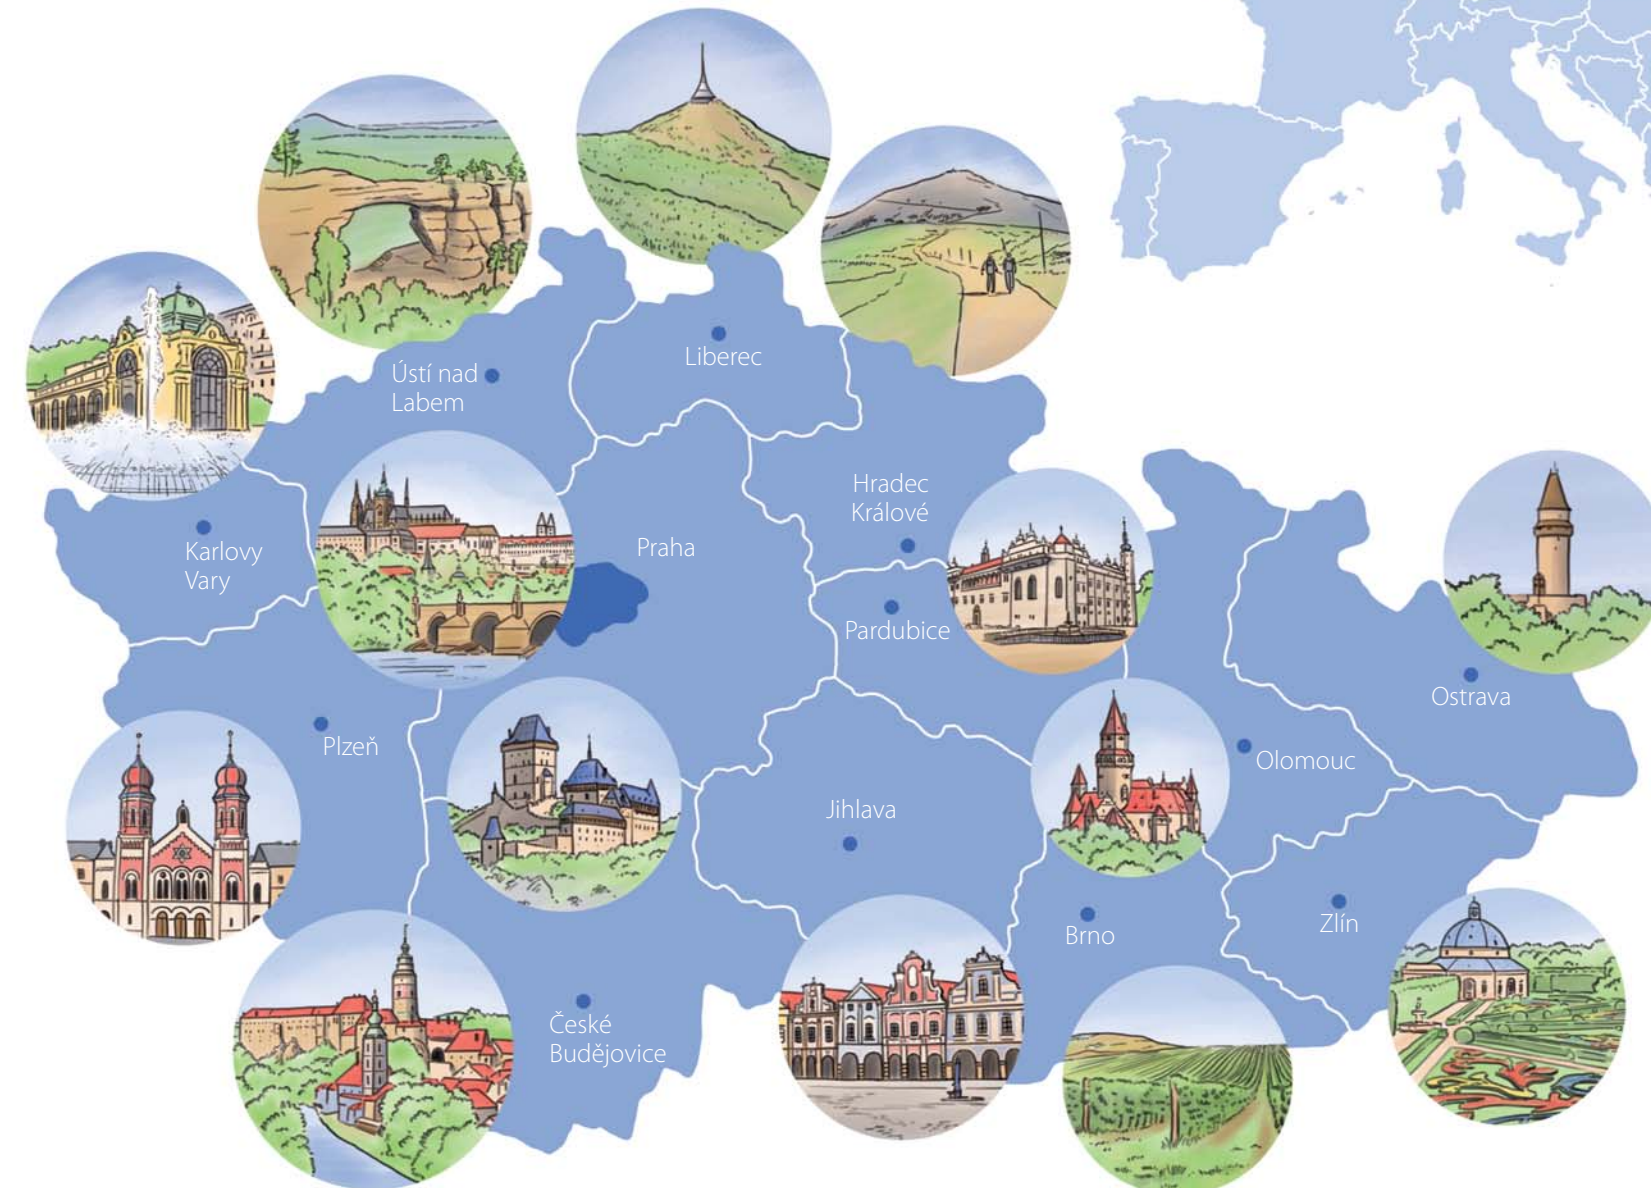 Liberec
Ústí nad
Labem
Hradec
Králové
Karlovy
Vary
Praha
Pardubice
Ostrava
Plzeň
Olomouc
Jihlava
Zlín
Brno
České
Budějovice